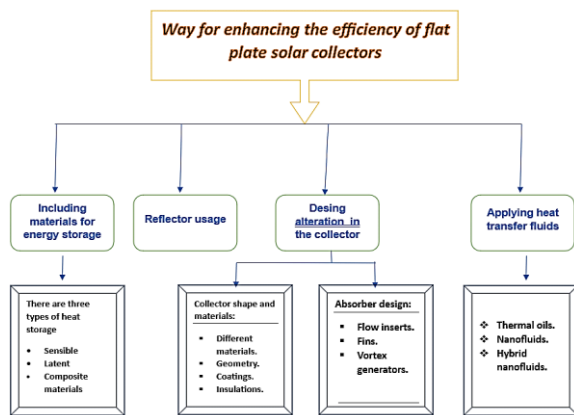 Way for enhancing the efficiency of flat
plate solar collectors
Including
materials for
energy storage
Reflector usage
Desing
alteration in
the collector
Applying heat
transfer fluids
There are three
types of heat
storage
Sensible
Latent
Composite
materials
Collector shape and
materials:
Different
materials.
Geometry.
Coatings.
Insulations.
Absorber design:
Flow inserts.
Fins.
Vortex
generators.
Thermal oils.
Nanofluids.
Hybrid
nanofluids.